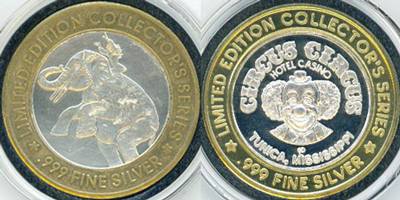 LIMITED EDITION COLLECTOR'S SERIES
★ .999 FINE SILVER ★
LIMITED EDITION COLLECTOR'S SERIES
CIRCUS CIRCUS
HOTEL CASINO
TUNICA, MISSISSIPPI
★ .999 FINE SILVER ★